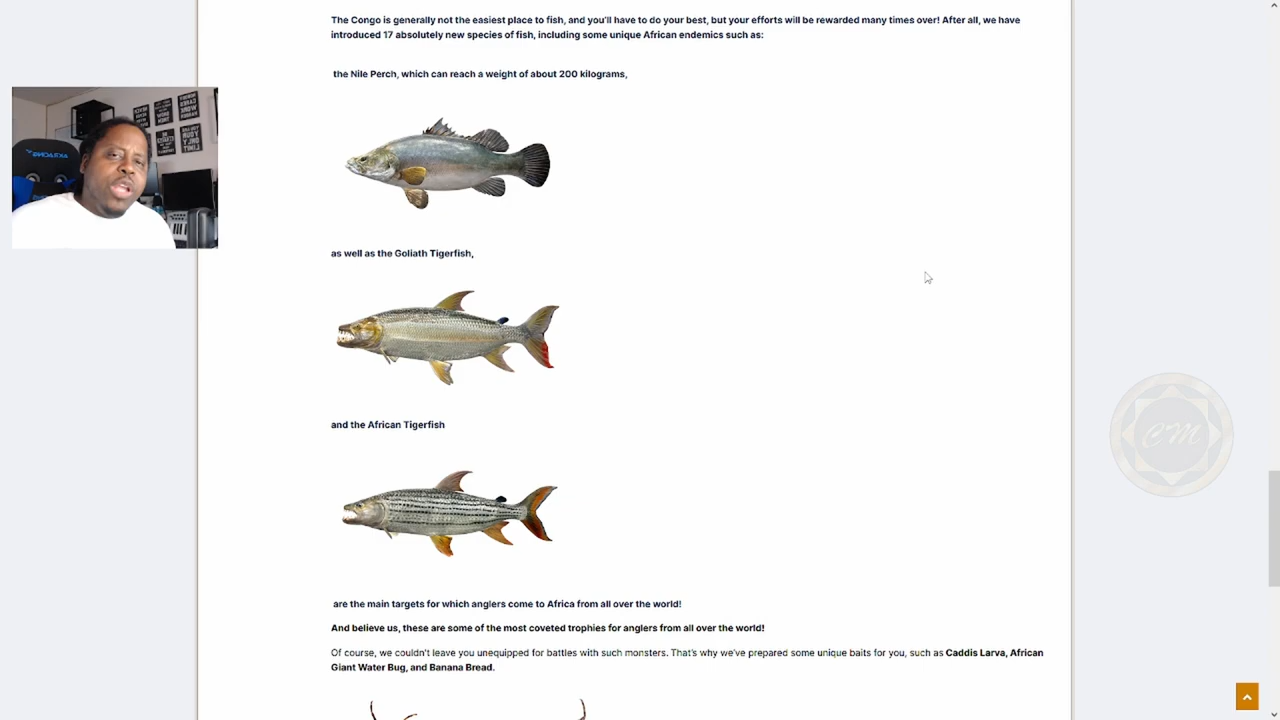 The Congo is generally not the easiest place to fish, and you'll have to do your best, but your efforts will be rewarded many times over! After all, we have
introduced 17 absolutely new species of fish, including some unique African endemics such as:
the Nile Perch, which can reach a weight of about 200 kilograms,
as well as the Goliath Tigerfish,
and the African Tigerfish
are the main targets for which anglers come to Africa from all over the world!
And believe us, these are some of the most coveted trophies for anglers from all over the world!
Of course, we couldn't leave you unequipped for battles with such monsters. That's why we've prepared some unique baits for you, such as Caddis Larva, African
Giant Water Bug, and Banana Bread.
CM